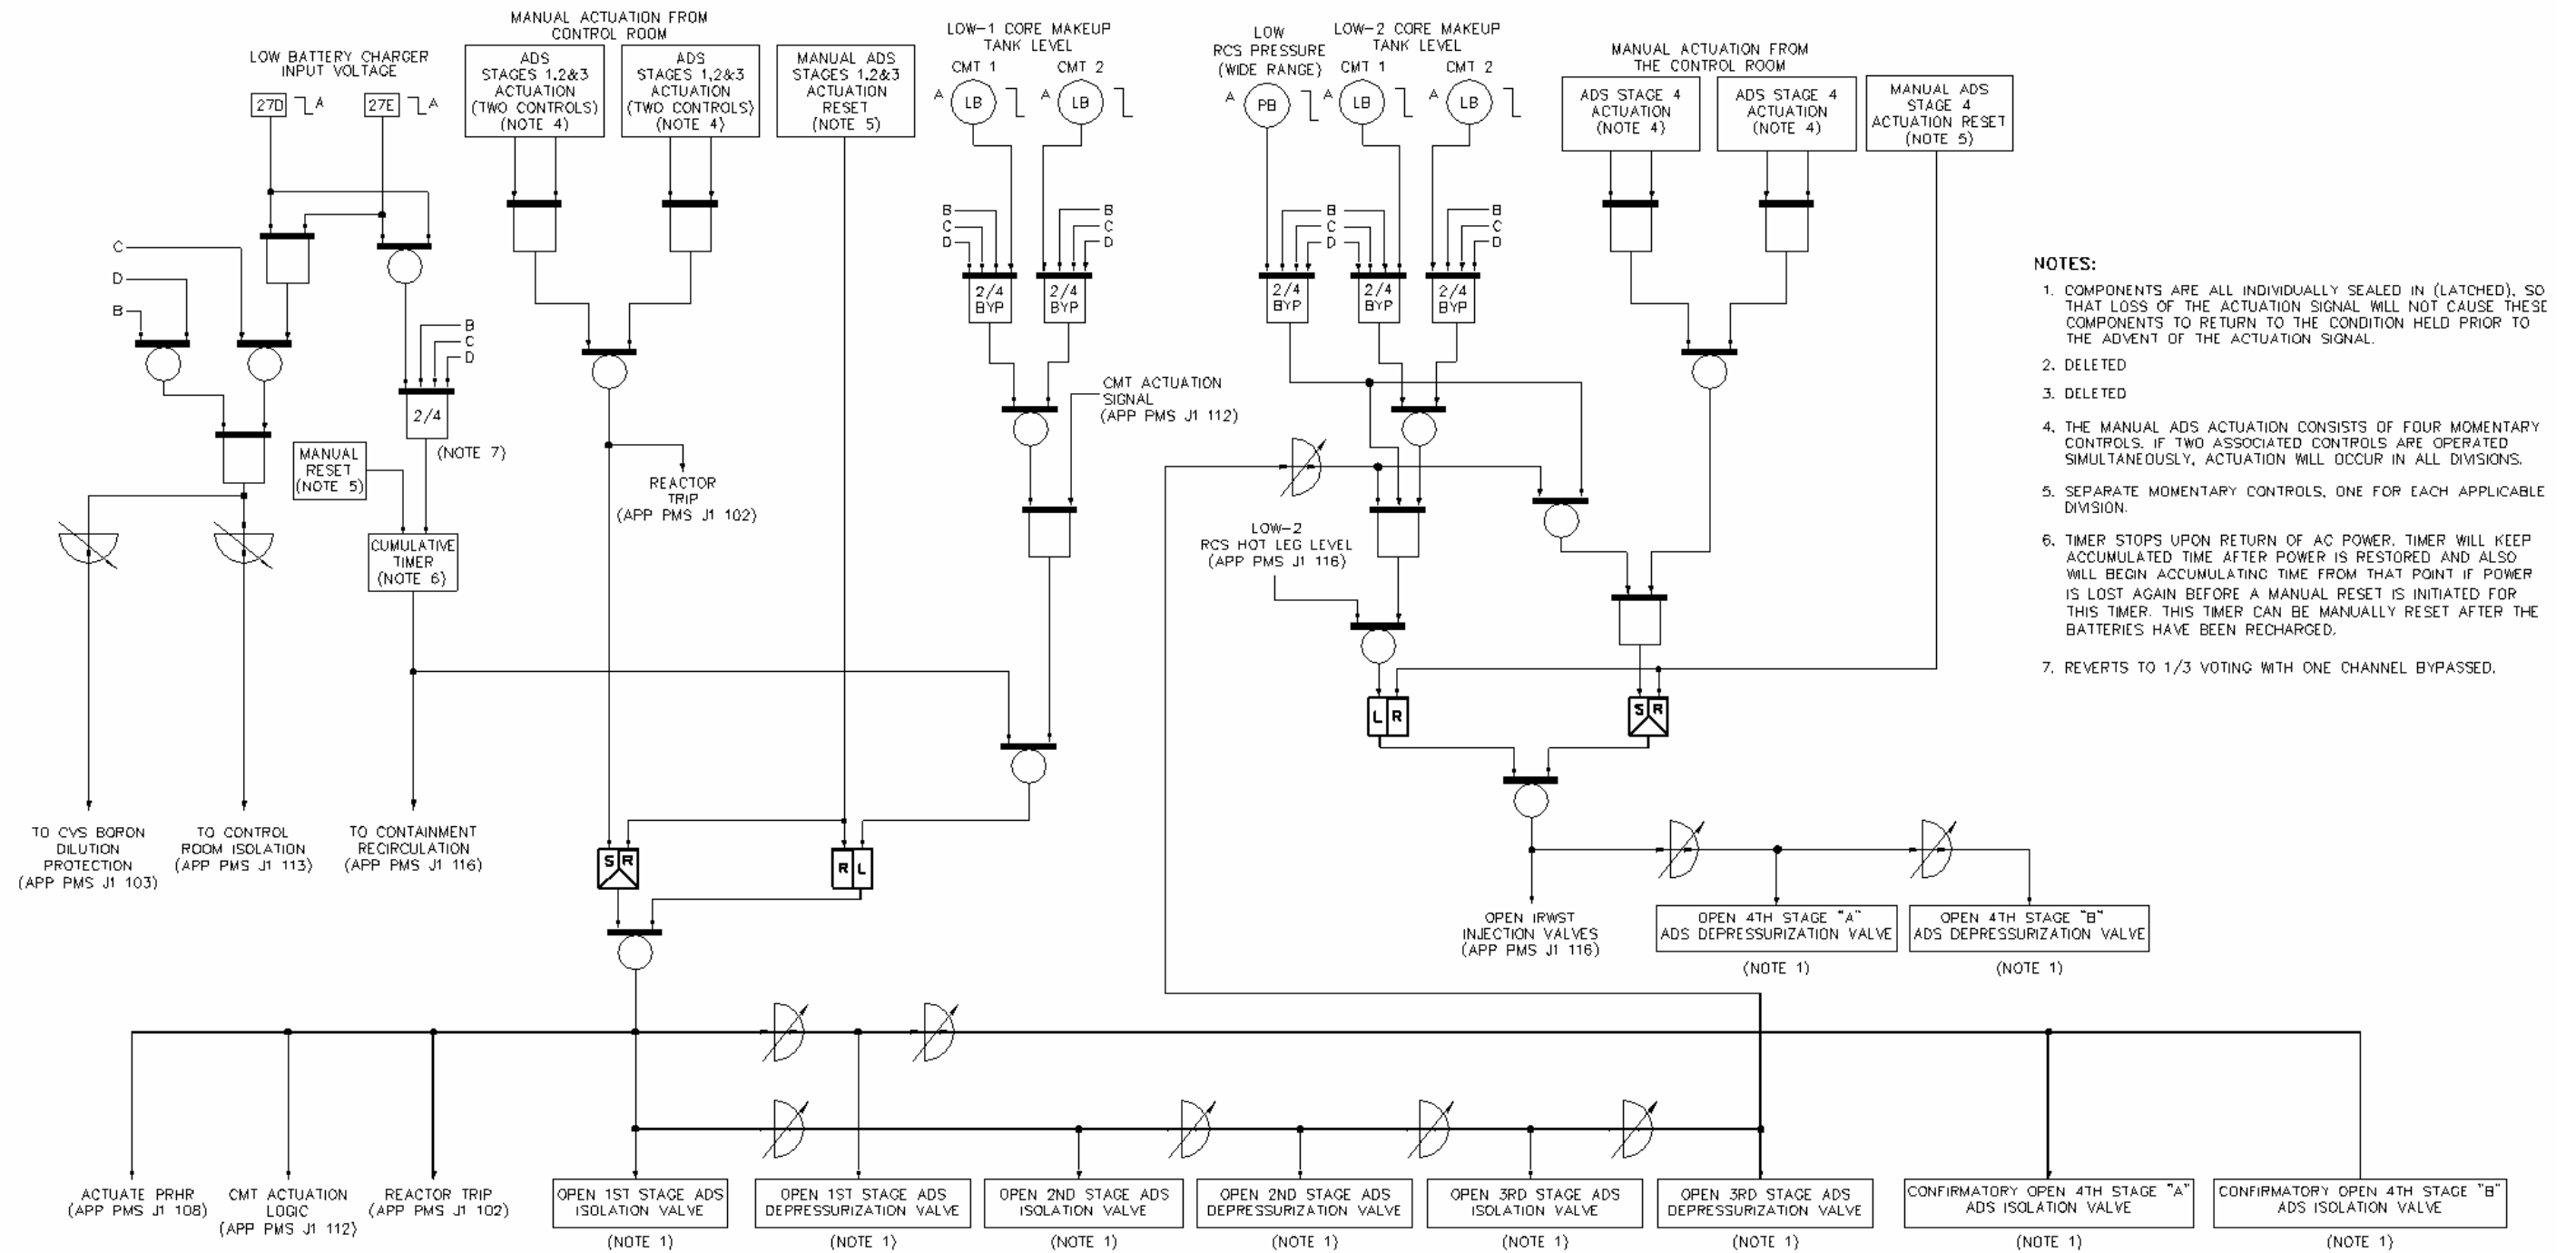 MANUAL ACTUATION FROM
CONTROL ROOM
LOW BATTERY CHARGER
INPUT VOLTAGE
27D
A
27E
A
ADS
STAGES 1,2&3
ACTUATION
(TWO CONTROLS)
(NOTE 4)
ADS
STAGES 1,2&3
ACTUATION
(TWO CONTROLS)
(NOTE 4)
MANUAL ADS
STAGES 1,2&3
ACTUATION
RESET
(NOTE 5)
LOW-1 CORE MAKEUP
TANK LEVEL
CMT 1
CMT 2
A
LB
A
LB
LOW
RCS PRESSURE
(WIDE RANGE)
A
PB
LOW-2 CORE MAKEUP
TANK LEVEL
CMT 1
CMT 2
A
LB
A
LB
MANUAL ACTUATION FROM
THE CONTROL ROOM
ADS STAGE 4
ACTUATION
(NOTE 4)
ADS STAGE 4
ACTUATION
(NOTE 4)
MANUAL ADS
STAGE 4
ACTUATION RESET
(NOTE 5)
C
D
B
B
C
D
B
C
D
B
C
D
B
C
D
B
C
D
2/4
BYP
2/4
BYP
2/4
BYP
2/4
BYP
2/4
BYP
2/4
(NOTE 7)
MANUAL
RESET
(NOTE 5)
CUMULATIVE
TIMER
(NOTE 6)
REACTOR
TRIP
(APP PMS J1 102)
CMT ACTUATION
SIGNAL
(APP PMS J1 112)
LOW-2
RCS HOT LEG LEVEL
(APP PMS J1 116)
L R
S R
S R
R L
TO CVS BORON
DILUTION
PROTECTION
(APP PMS J1 103)
TO CONTROL
ROOM ISOLATION
(APP PMS J1 113)
TO CONTAINMENT
RECIRCULATION
(APP PMS J1 116)
OPEN IRWST
INJECTION VALVES
(APP PMS J1 116)
OPEN 4TH STAGE "A"
ADS DEPRESSURIZATION VALVE
(NOTE 1)
OPEN 4TH STAGE "B"
ADS DEPRESSURIZATION VALVE
(NOTE 1)
ACTUATE PRHR
(APP PMS J1 108)
CMT ACTUATION
LOGIC
(APP PMS J1 112)
REACTOR TRIP
(APP PMS J1 102)
OPEN 1ST STAGE ADS
ISOLATION VALVE
(NOTE 1)
OPEN 1ST STAGE ADS
DEPRESSURIZATION VALVE
(NOTE 1)
OPEN 2ND STAGE ADS
ISOLATION VALVE
(NOTE 1)
OPEN 2ND STAGE ADS
DEPRESSURIZATION VALVE
(NOTE 1)
OPEN 3RD STAGE ADS
ISOLATION VALVE
(NOTE 1)
OPEN 3RD STAGE ADS
DEPRESSURIZATION VALVE
(NOTE 1)
CONFIRMATORY OPEN 4TH STAGE "A"
ADS ISOLATION VALVE
(NOTE 1)
CONFIRMATORY OPEN 4TH STAGE "B"
ADS ISOLATION VALVE
(NOTE 1)
NOTES:
1. COMPONENTS ARE ALL INDIVIDUALLY SEALED IN (LATCHED), SO
THAT LOSS OF THE ACTUATION SIGNAL WILL NOT CAUSE THESE
COMPONENTS TO RETURN TO THE CONDITION HELD PRIOR TO
THE ADVENT OF THE ACTUATION SIGNAL.
2. DELETED
3. DELETED
4. THE MANUAL ADS ACTUATION CONSISTS OF FOUR MOMENTARY
CONTROLS. IF TWO ASSOCIATED CONTROLS ARE OPERATED
SIMULTANEOUSLY, ACTUATION WILL OCCUR IN ALL DIVISIONS.
5. SEPARATE MOMENTARY CONTROLS, ONE FOR EACH APPLICABLE
DIVISION.
6. TIMER STOPS UPON RETURN OF AC POWER. TIMER WILL KEEP
ACCUMULATED TIME AFTER POWER IS RESTORED AND ALSO
WILL BEGIN ACCUMULATING TIME FROM THAT POINT IF POWER
IS LOST AGAIN BEFORE A MANUAL RESET IS INITIATED FOR
THIS TIMER. THIS TIMER CAN BE MANUALLY RESET AFTER THE
BATTERIES HAVE BEEN RECHARGED.
7. REVERTS TO 1/3 VOTING WITH ONE CHANNEL BYPASSED.